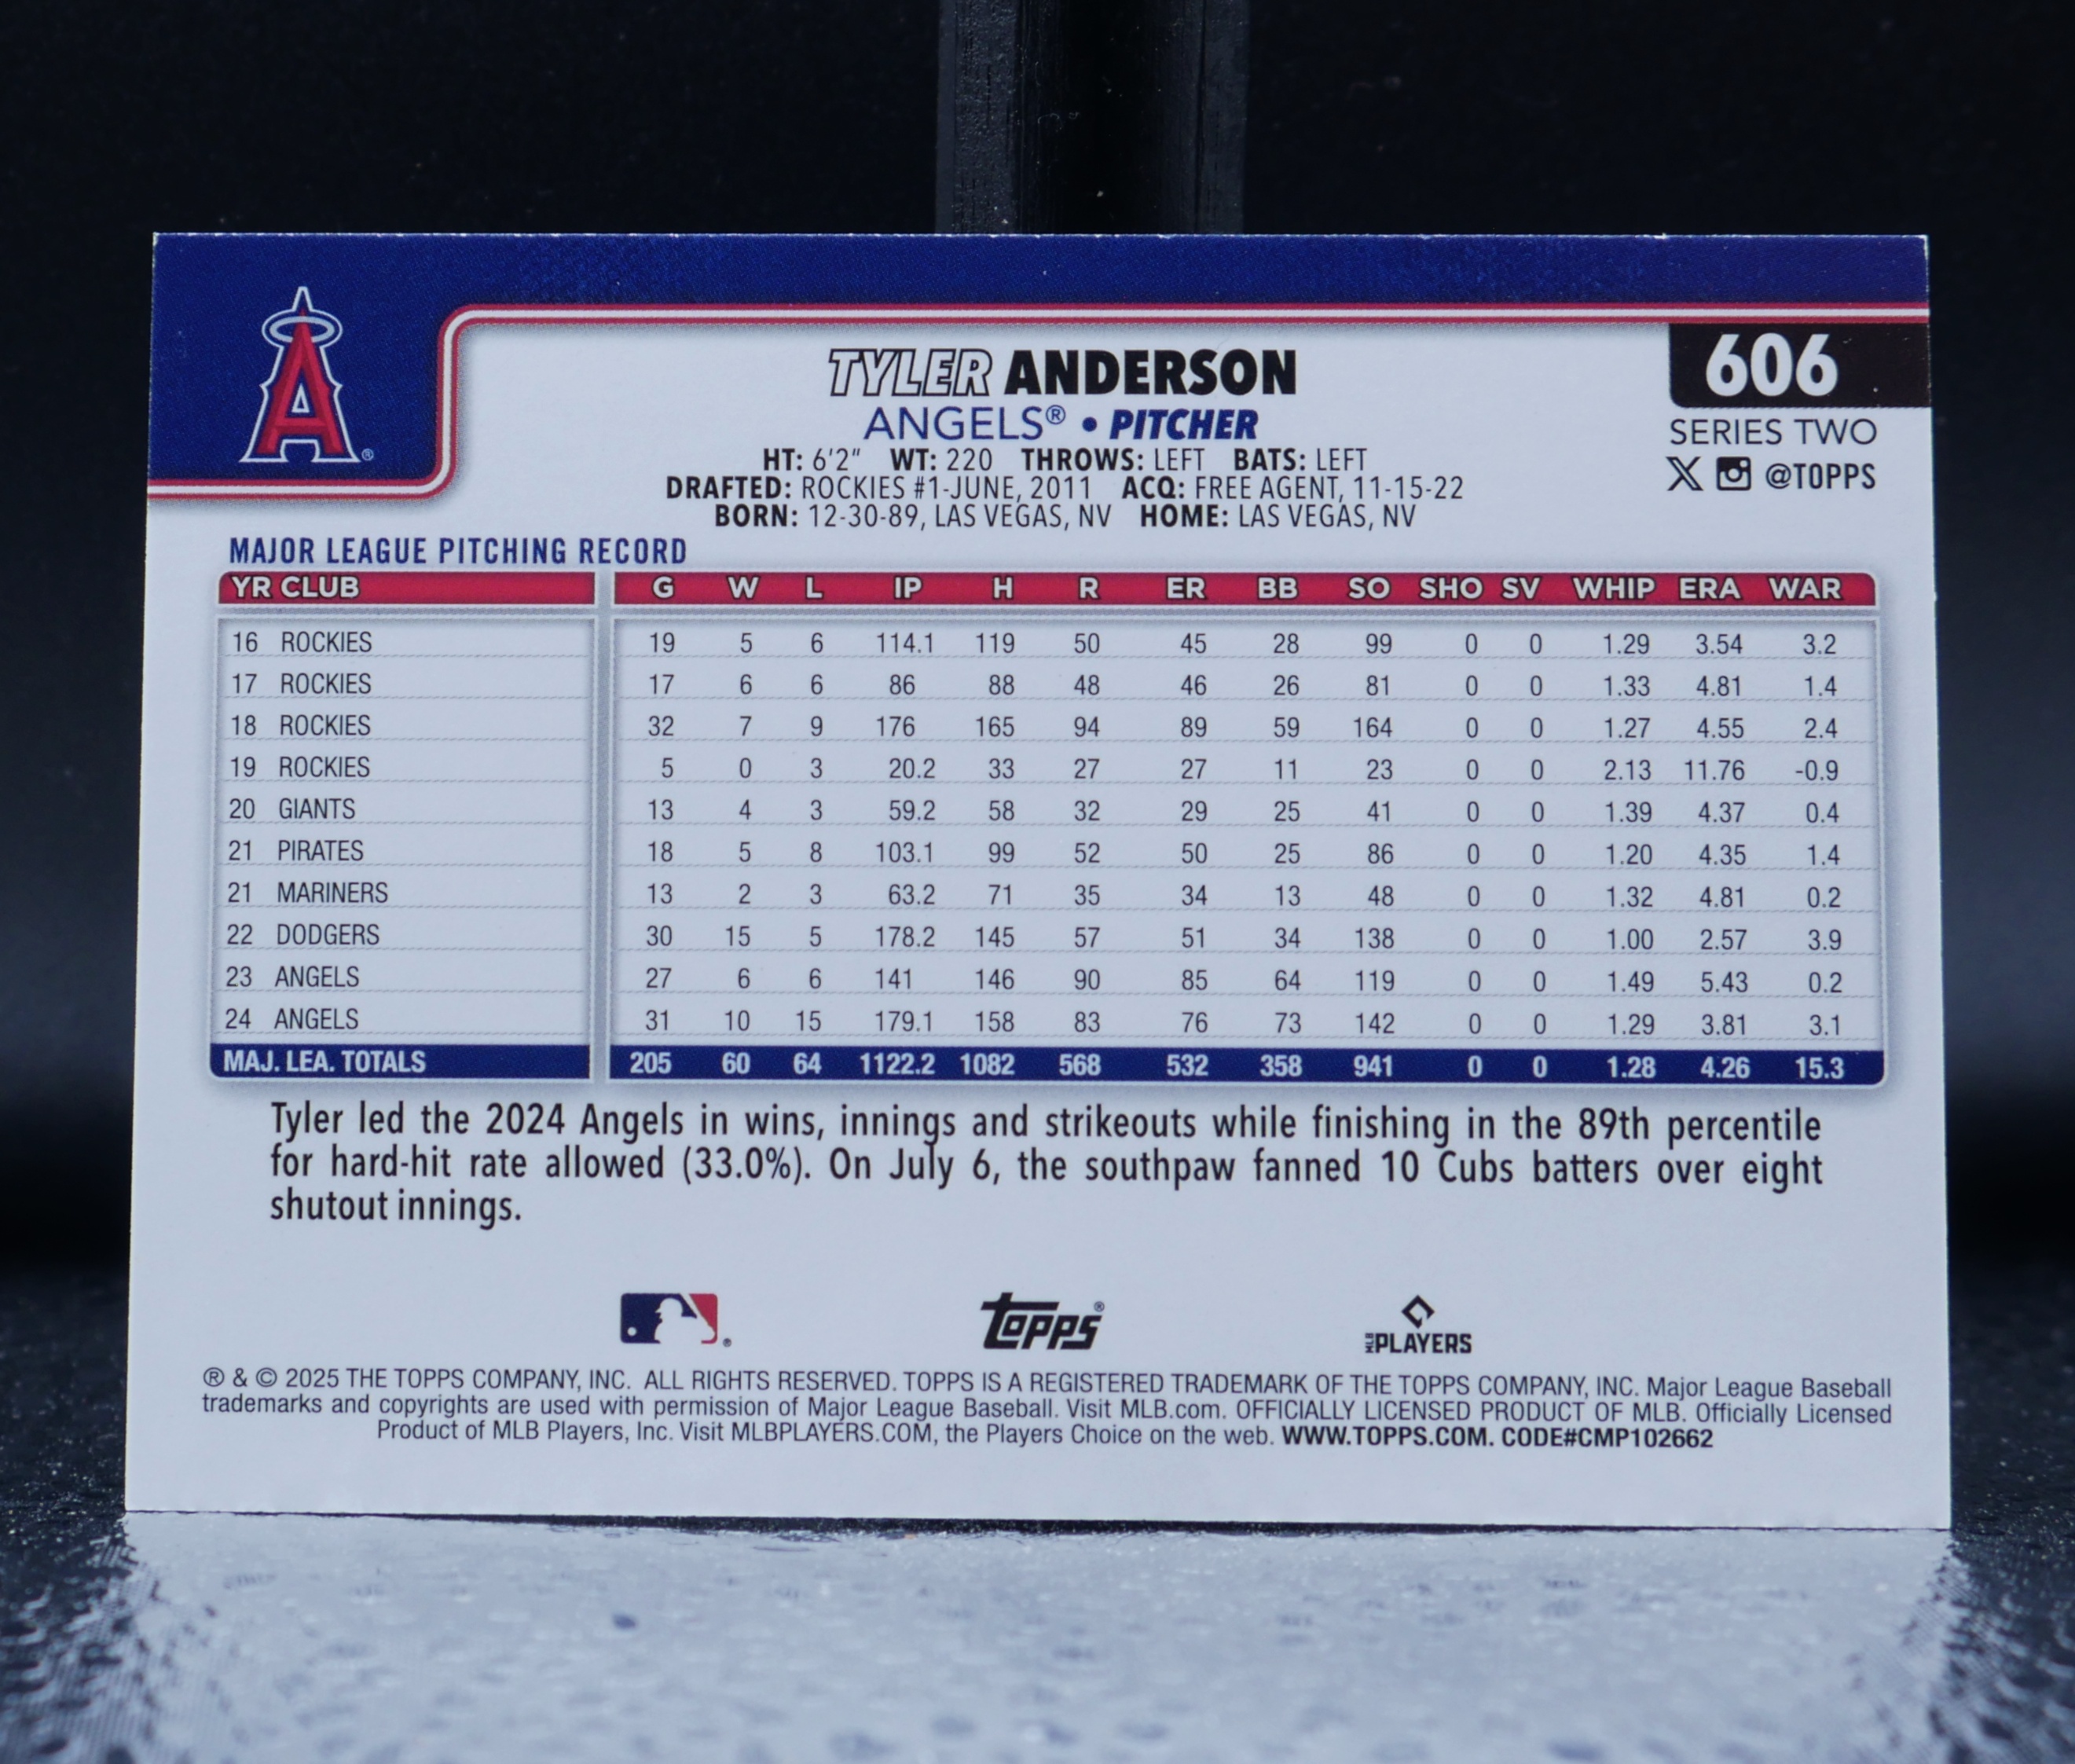 A®
TYLER ANDERSON
606
ANGELS® • PITCHER
SERIES TWO
HT: 6'2" WT: 220 THROWS: LEFT BATS: LEFT
X @TOPPS
DRAFTED: ROCKIES #1-JUNE, 2011 ACQ: FREE AGENT, 11-15-22
BORN: 12-30-89, LAS VEGAS, NV HOME: LAS VEGAS, NV
MAJOR LEAGUE PITCHING RECORD
YR CLUB G W L IP H R ER BB SO SHO SV WHIP ERA WAR
16 ROCKIES 19 5 6 114.1 119 50 45 28 99 0 0 1.29 3.54 3.2
17 ROCKIES 17 6 6 86 88 48 46 26 81 0 0 1.33 4.81 1.4
18 ROCKIES 32 7 9 176 165 94 89 59 164 0 0 1.27 4.55 2.4
19 ROCKIES 5 0 3 20.2 33 27 27 11 23 0 0 2.13 11.76 -0.9
20 GIANTS 13 4 3 59.2 58 32 29 25 41 0 0 1.39 4.37 0.4
21 PIRATES 18 5 8 103.1 99 52 50 25 86 0 0 1.20 4.35 1.4
21 MARINERS 13 2 3 63.2 71 35 34 13 48 0 0 1.32 4.81 0.2
22 DODGERS 30 15 5 178.2 145 57 51 34 138 0 0 1.00 2.57 3.9
23 ANGELS 27 6 6 141 146 90 85 64 119 0 0 1.49 5.43 0.2
24 ANGELS 31 10 15 179.1 158 83 76 73 142 0 0 1.29 3.81 3.1
MAJ. LEA. TOTALS 205 60 64 1122.2 1082 568 532 358 941 0 0 1.28 4.26 15.3
Tyler led the 2024 Angels in wins, innings and strikeouts while finishing in the 89th percentile
for hard-hit rate allowed (33.0%). On July 6, the southpaw fanned 10 Cubs batters over eight
shutout innings.
® topps® MLB PLAYERS
® & © 2025 THE TOPPS COMPANY, INC. ALL RIGHTS RESERVED. TOPPS IS A REGISTERED TRADEMARK OF THE TOPPS COMPANY, INC. Major League Baseball
trademarks and copyrights are used with permission of Major League Baseball. Visit MLB.com. OFFICIALLY LICENSED PRODUCT OF MLB. Officially Licensed
Product of MLB Players, Inc. Visit MLBPLAYERS.COM, the Players Choice on the web. WWW.TOPPS.COM. CODE#CMP102662